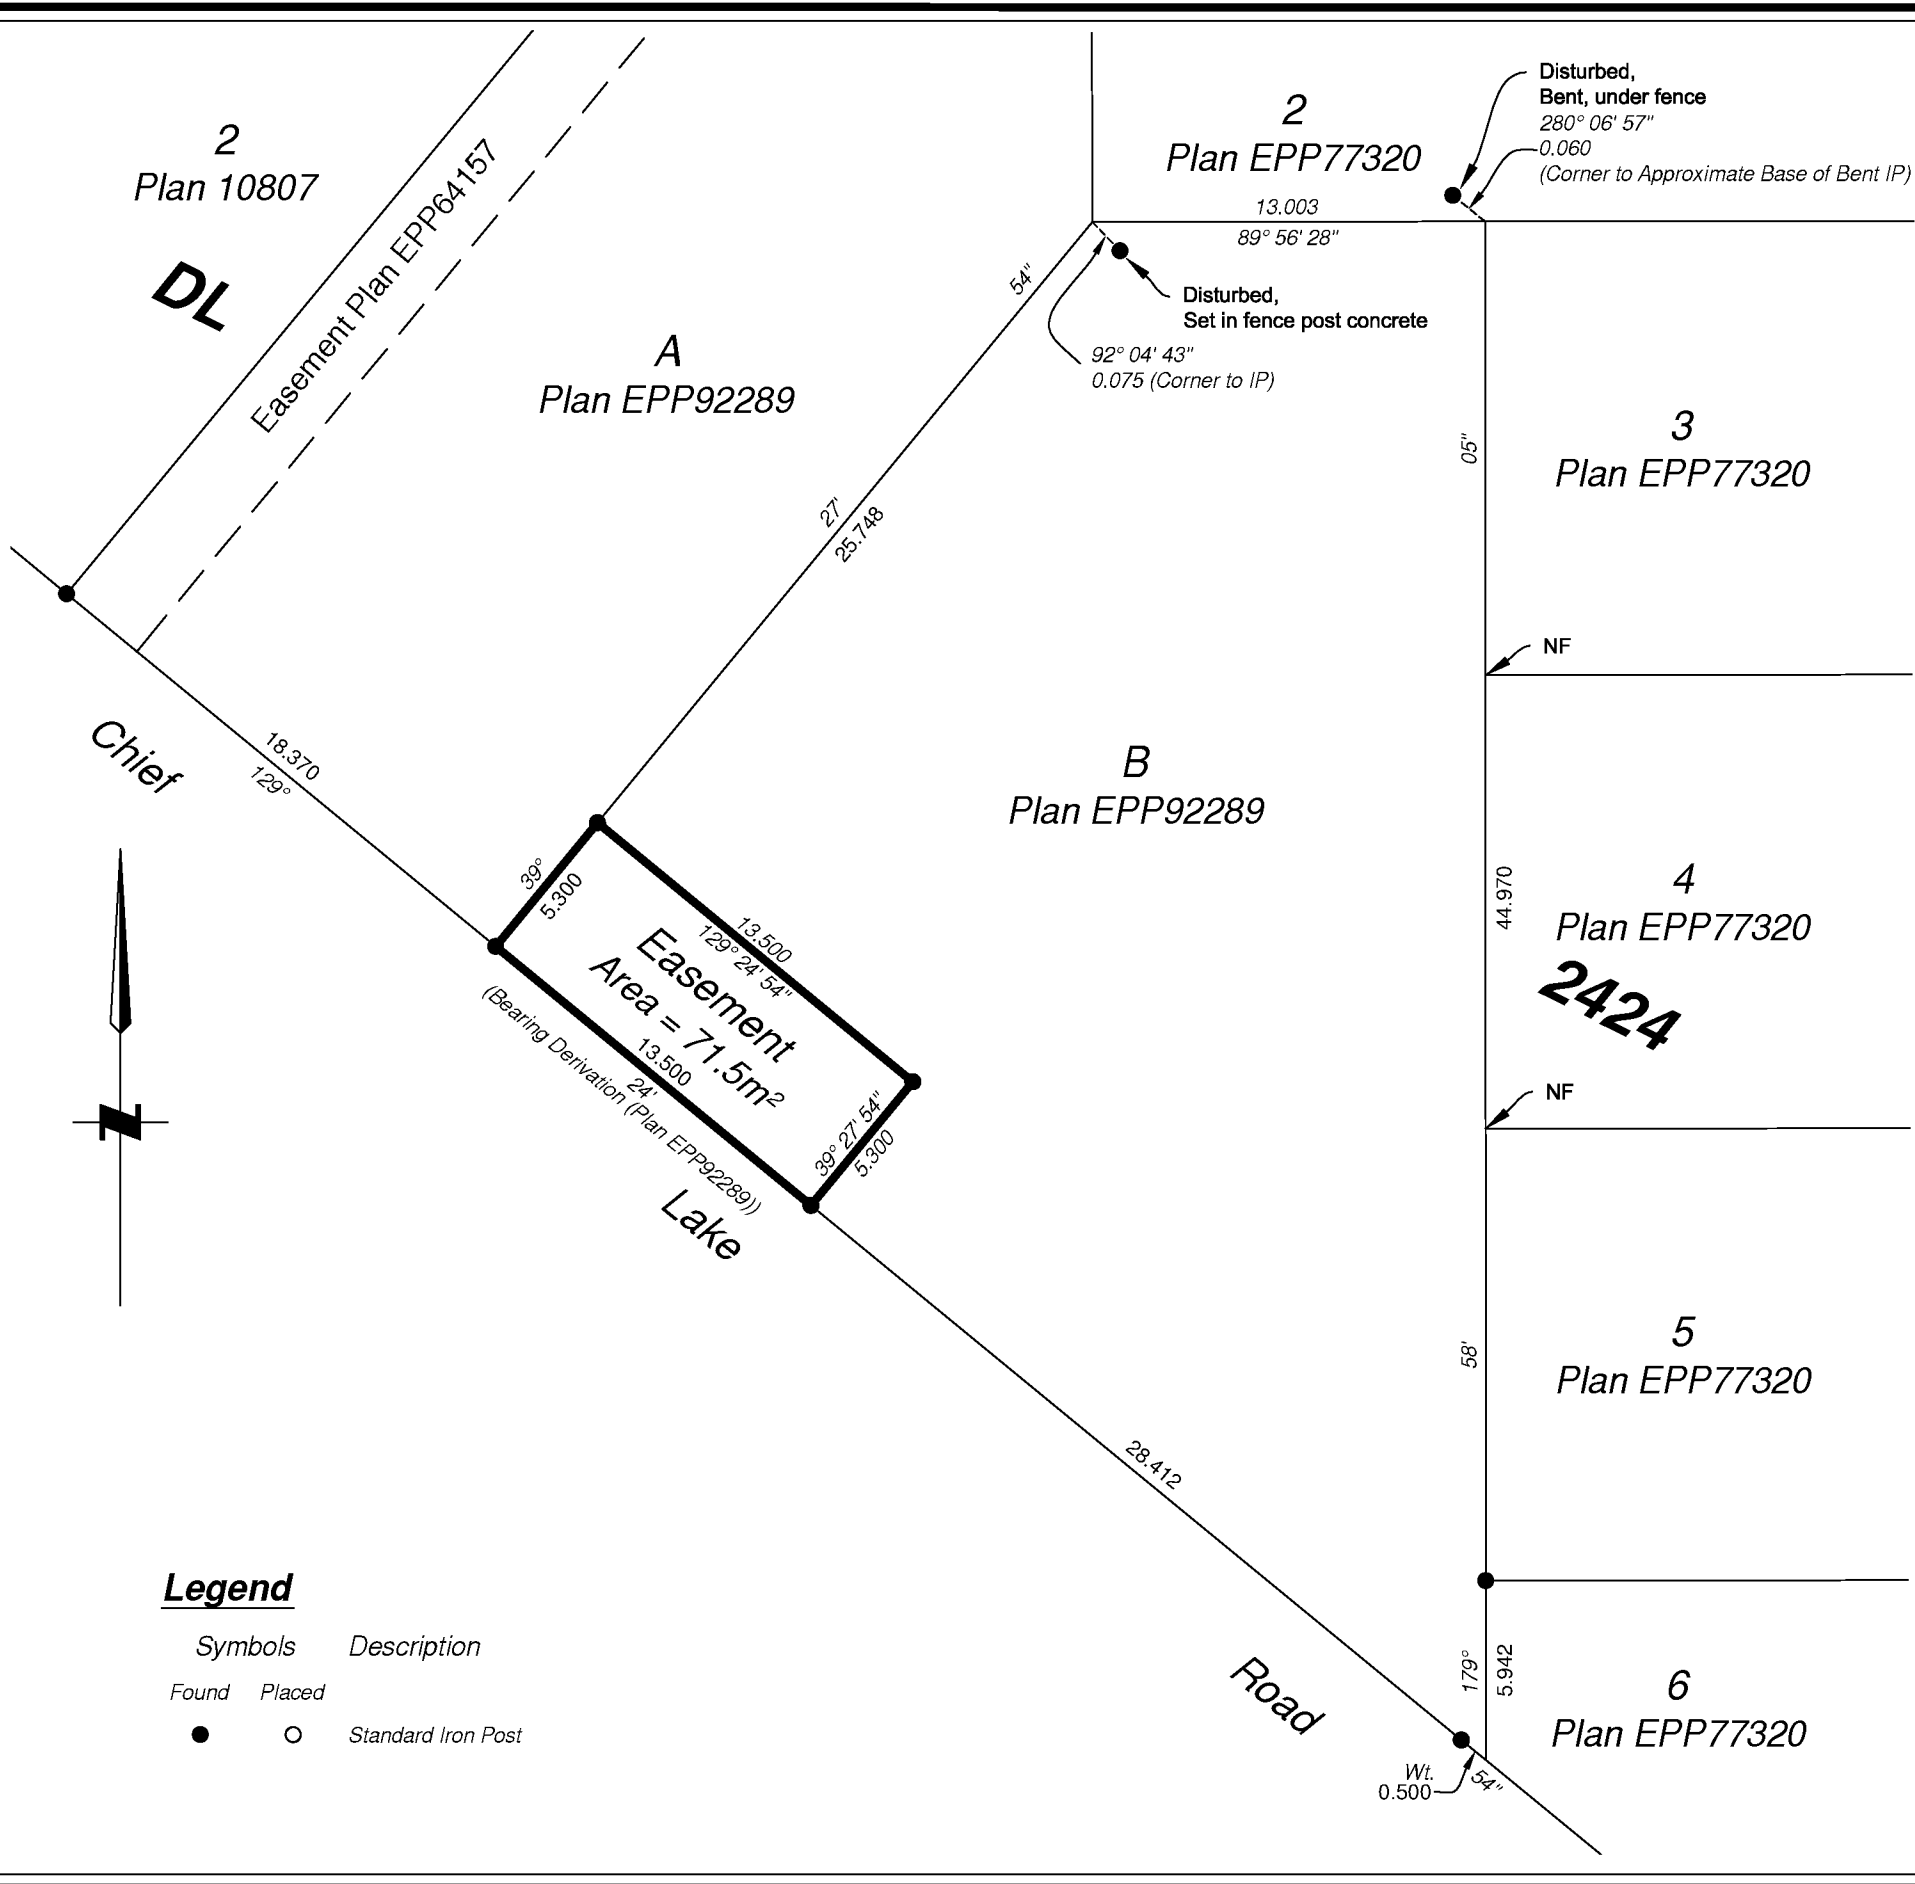 2
Plan 10807
DL
Easement Plan EPP64157
A
Plan EPP92289
2
Plan EPP77320
Disturbed,
Bent, under fence
280° 06' 57"
0.060
(Corner to Approximate Base of Bent IP)
13.003
89° 56' 28"
54"
Disturbed,
Set in fence post concrete
92° 04' 43"
0.075 (Corner to IP)
05"
3
Plan EPP77320
27'
25.748
NF
Chief
18.370
129°
B
Plan EPP92289
39°
5.300
13.500
129° 24' 54"
Easement
Area = 71.5m²
13.500
24'
(Bearing Derivation (Plan EPP92289))
39° 27' 54"
5.300
44.970
4
Plan EPP77320
2424
NF
N
Lake
58'
5
Plan EPP77320
28.412
Legend
Symbols Description
Found Placed
Standard Iron Post
Road
179°
5.942
6
Plan EPP77320
Wt.
0.500
54"